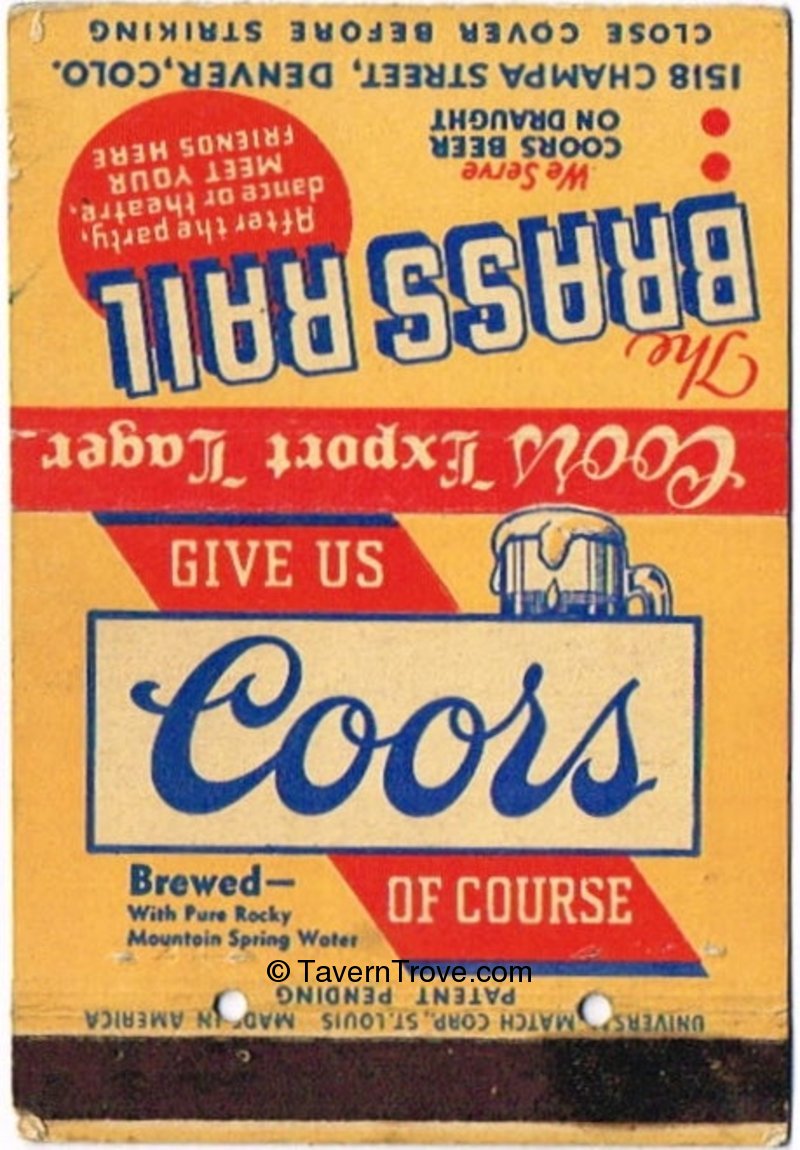 CLOSE COVER BEFORE STRIKING
1518 CHAMPA STREET, DENVER, COLO.
We Serve
COORS BEER
ON DRAUGHT
After the party,
dance or theatre,
MEET YOUR
FRIENDS HERE
The
BRASS RAIL
Coors Export Lager
GIVE US
Coors
OF COURSE
Brewed—
With Pure Rocky
Mountain Spring Water
© TavernTrove.com
PATENT PENDING
UNIVERSAL MATCH CORP., ST. LOUIS MADE IN AMERICA